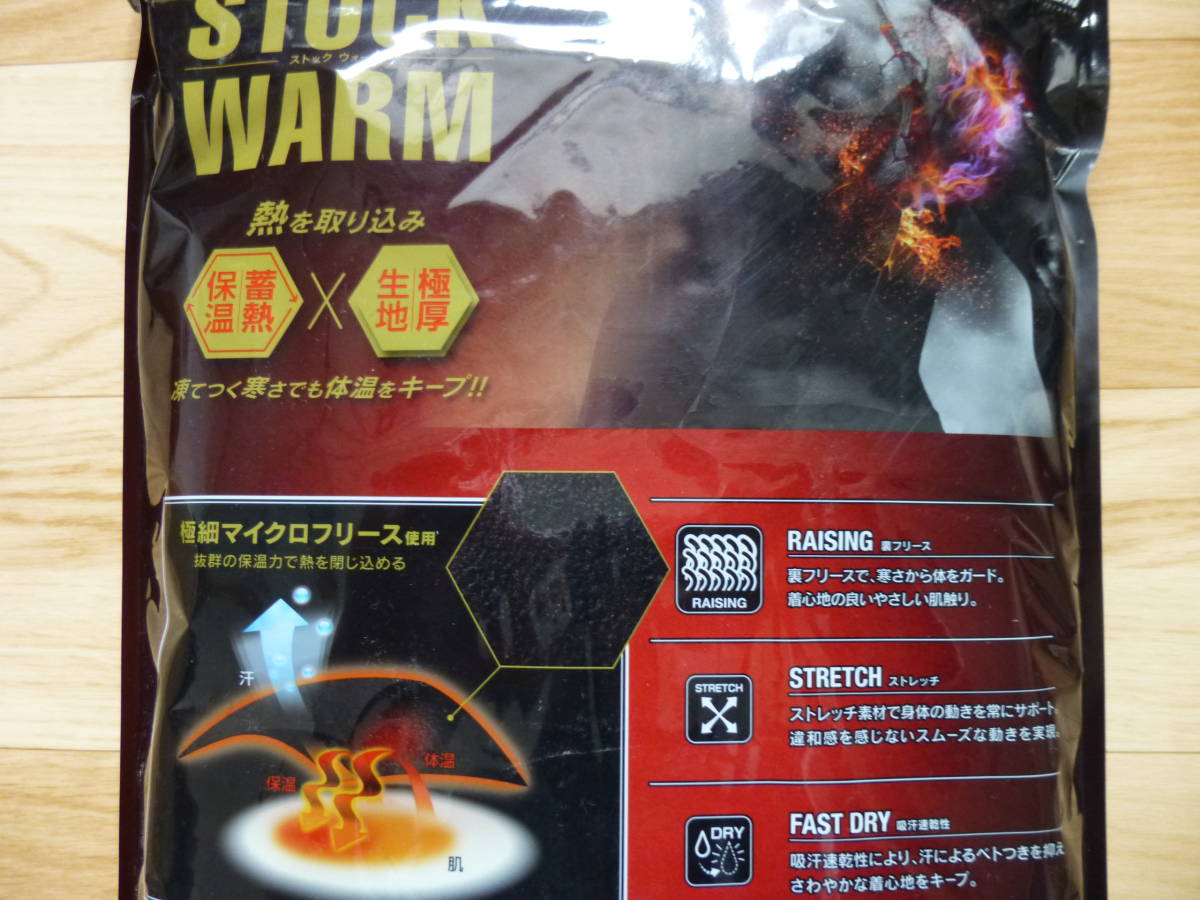 STOCK
ストック ウォー
WARM
熱を取り込み
蓄熱
保温
×
極厚
生地
凍てつく寒さでも体温をキープ!!
極細マイクロフリース使用
抜群の保温力で熱を閉じ込める
汗
体温
保温
肌
RAISING
RAISING 裏フリース
裏フリースで、寒さから体をガード。
着心地の良いやさしい肌触り。
STRETCH
STRETCH ストレッチ
ストレッチ素材で身体の動きを常にサポート
違和感を感じないスムーズな動きを実現。
DRY
FAST DRY 吸汗速乾性
吸汗速乾性により、汗によるベトつきを抑え
さわやかな着心地をキープ。